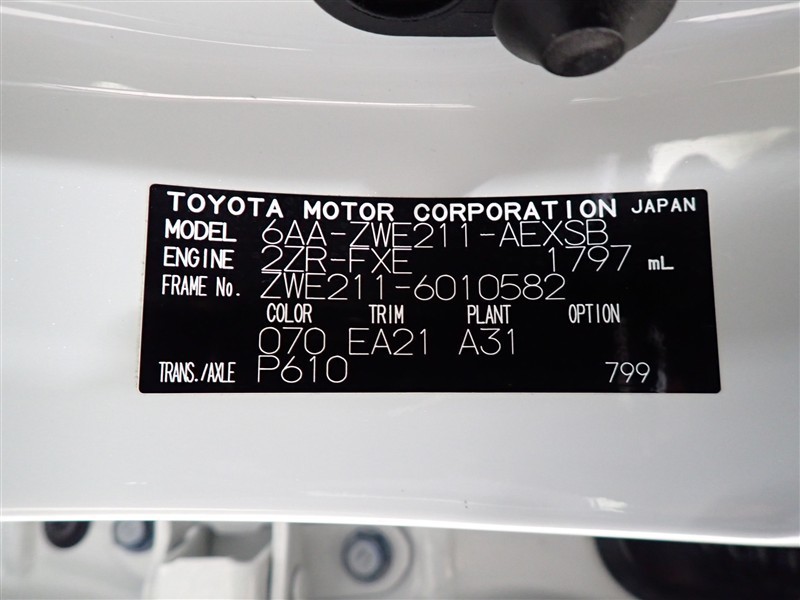 TOYOTA MOTOR CORPORATION JAPAN
MODEL 6AA-ZWE211-AEXSB
ENGINE 2ZR-FXE 1797 mL
FRAME No. ZWE211-6010582
COLOR TRIM PLANT OPTION
070 EA21 A31
TRANS./AXLE P610 799